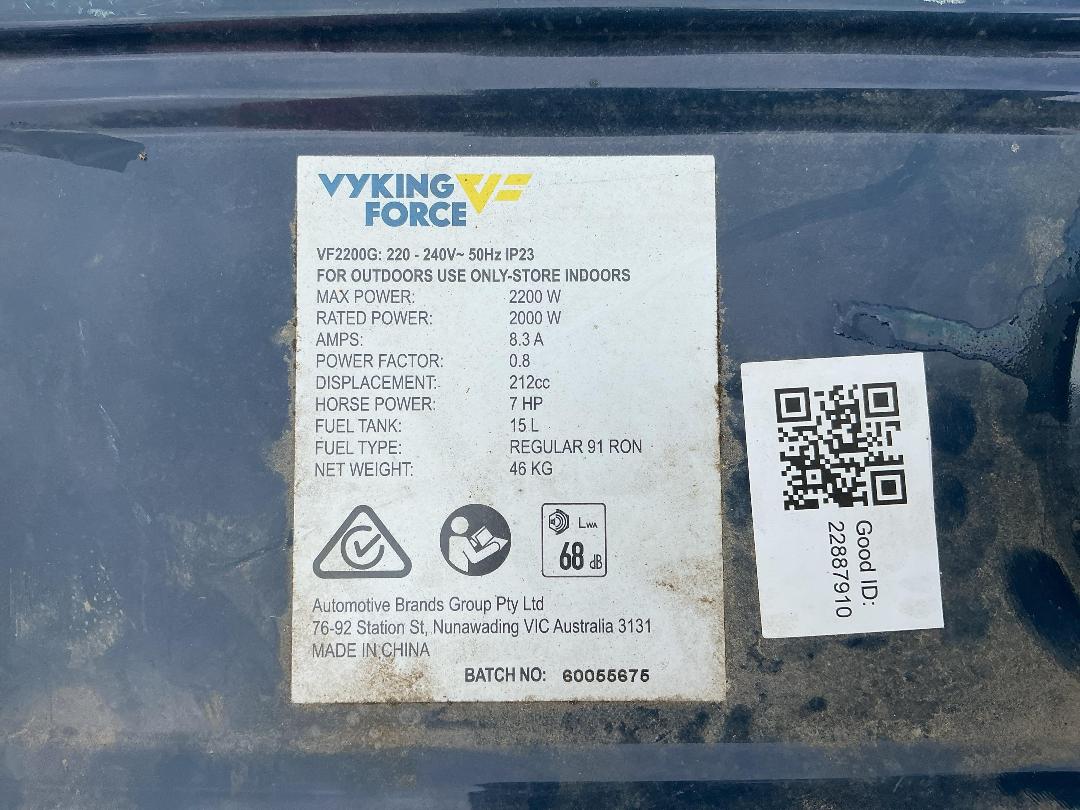 VYKING
FORCE
VF2200G: 220 - 240V~ 50Hz IP23
FOR OUTDOORS USE ONLY-STORE INDOORS
MAX POWER: 2200 W
RATED POWER: 2000 W
AMPS: 8.3 A
POWER FACTOR: 0.8
DISPLACEMENT: 212cc
HORSE POWER: 7 HP
FUEL TANK: 15 L
FUEL TYPE: REGULAR 91 RON
NET WEIGHT: 46 KG
LWA
68 dB
Automotive Brands Group Pty Ltd
76-92 Station St, Nunawading VIC Australia 3131
MADE IN CHINA
BATCH NO: 60055675
Good ID:
22887910